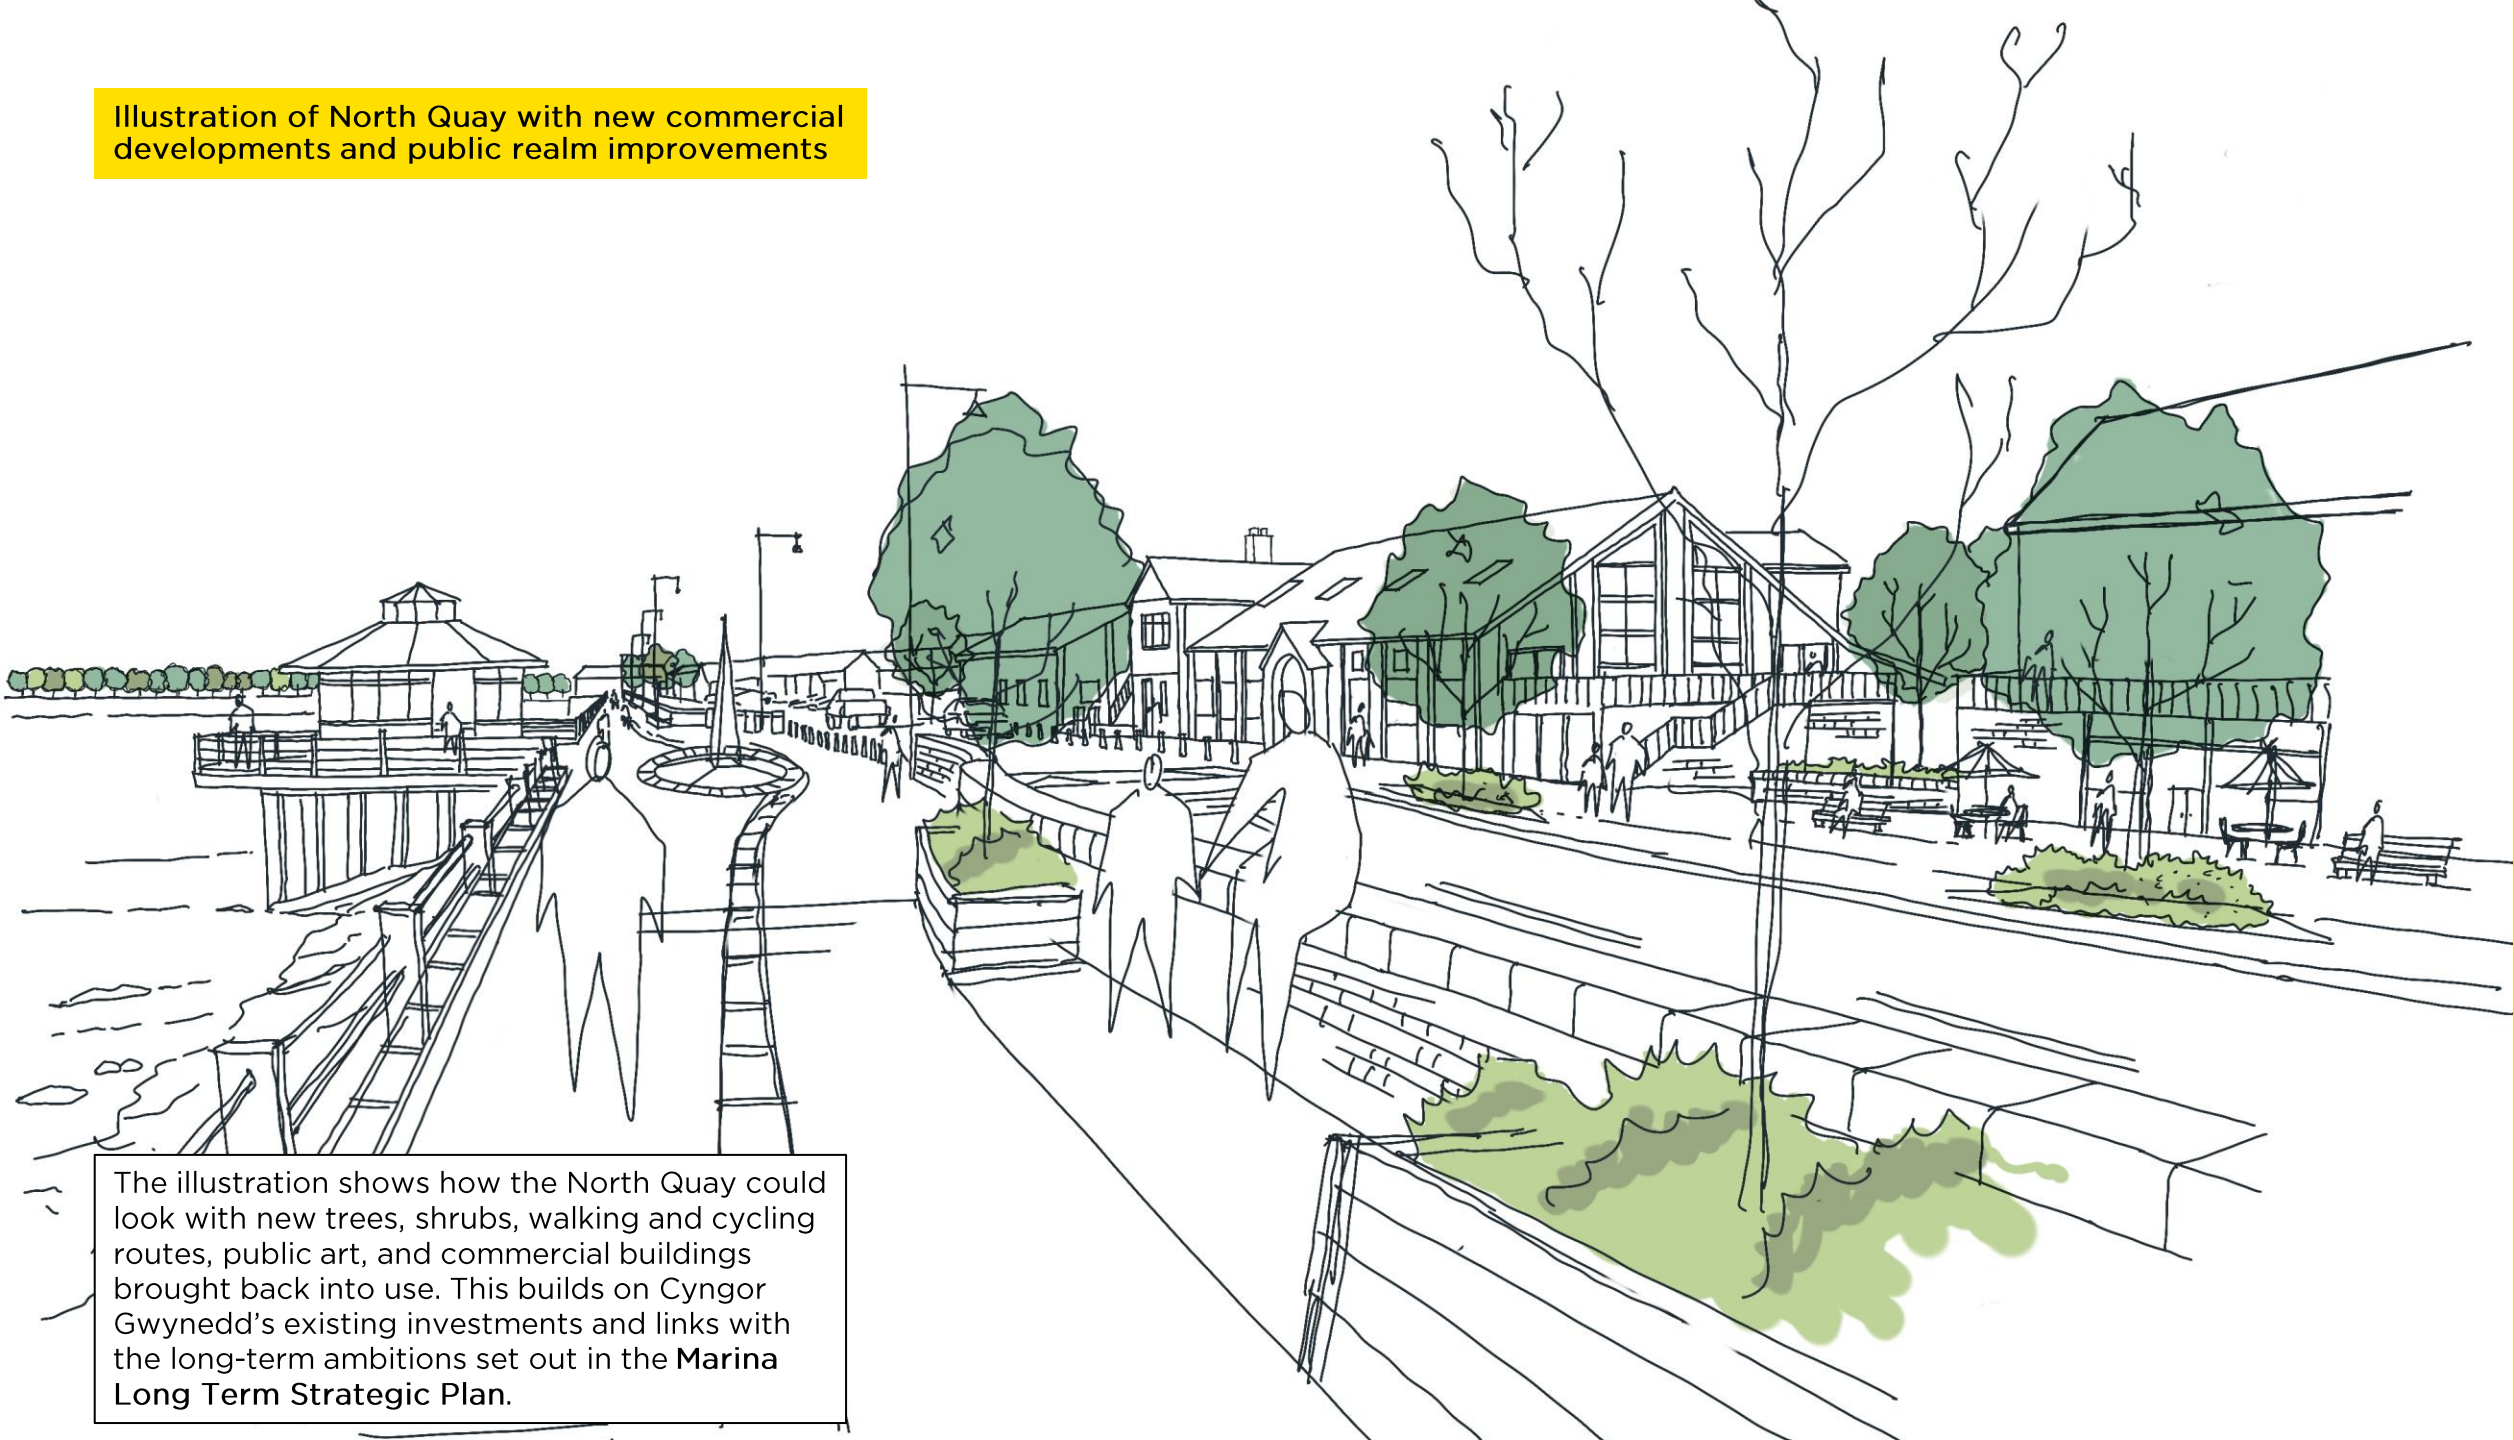 Illustration of North Quay with new commercial
developments and public realm improvements
The illustration shows how the North Quay could
look with new trees, shrubs, walking and cycling
routes, public art, and commercial buildings
brought back into use. This builds on Cyngor
Gwynedd’s existing investments and links with
the long-term ambitions set out in the Marina
Long Term Strategic Plan.